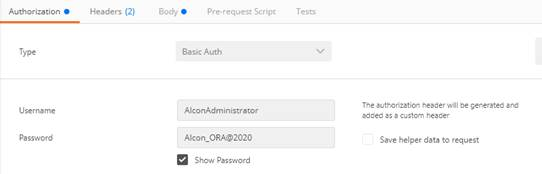 Authorization Headers (2) Body Pre-request Script Tests
Type Basic Auth
Username AlconAdministrator
The authorization header will be generated and
added as a custom header
Password Alcon_ORA@2020
Save helper data to request
Show Password